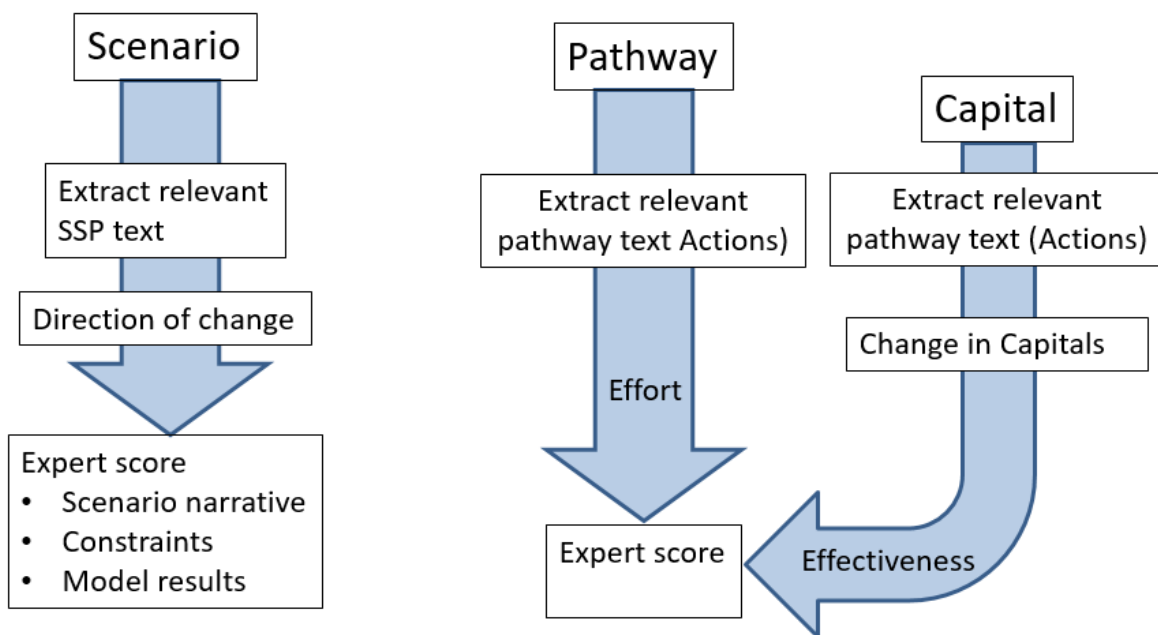 Scenario
Extract relevant
SSP text
Direction of change
Expert score
• Scenario narrative
• Constraints
• Model results
Pathway
Extract relevant
pathway text Actions)
Effort
Expert score
Capital
Extract relevant
pathway text (Actions)
Change in Capitals
Effectiveness